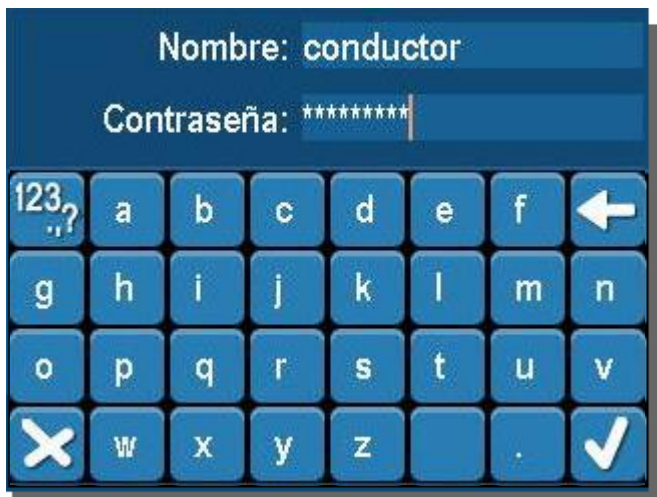 Nombre: conductor
Contraseña: *********
123.,? a b c d e f
g h i j k l m n
o p q r s t u v
w x y z .